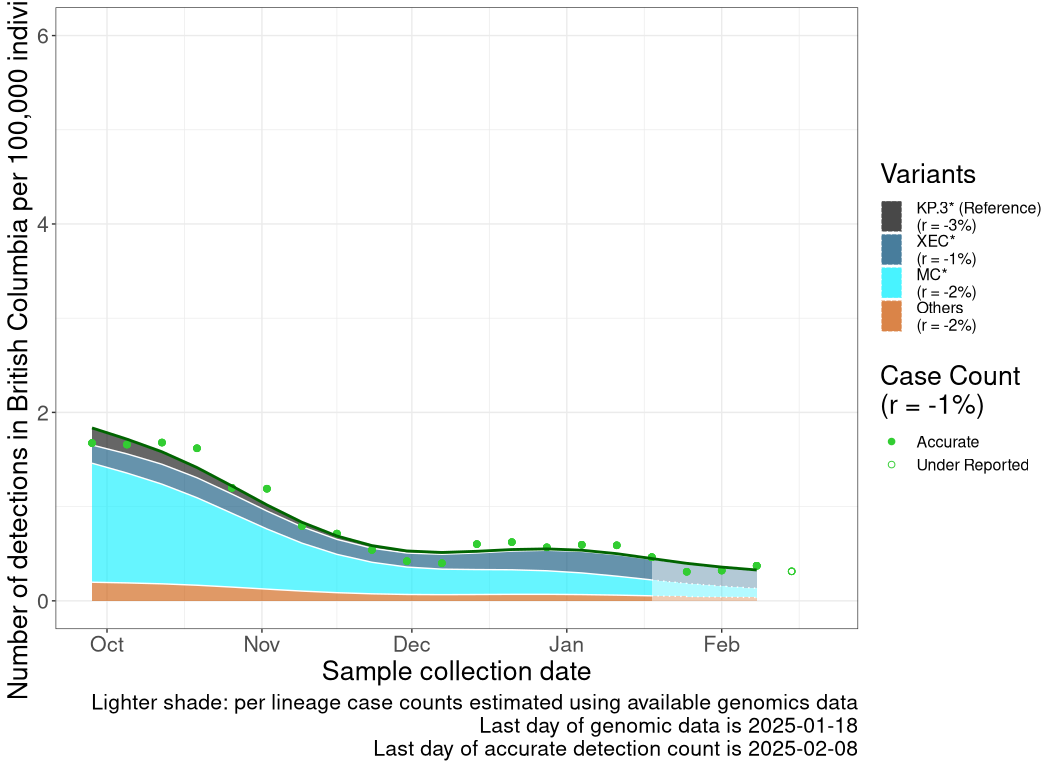 Number of detections in British Columbia per 100,000
6
4
2
0
Oct Nov Dec Jan Feb
Sample collection date
Lighter shade: per lineage case counts estimated using available genomics data
Last day of genomic data is 2025-01-18
Last day of accurate detection count is 2025-02-08
Variants
KP.3* (Reference)
(r = -3%)
XEC*
(r = -1%)
MC*
(r = -2%)
Others
(r = -2%)
Case Count
(r = -1%)
Accurate
Under Reported